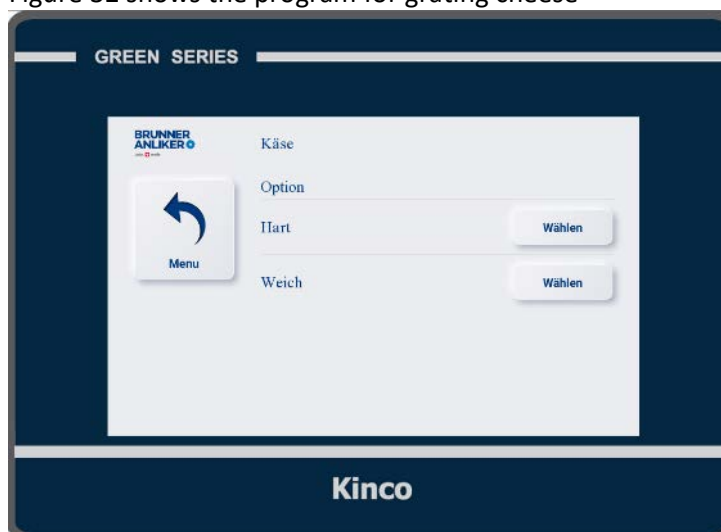 Figure 32 shows the program for grating cheese
GREEN SERIES
BRUNNER
ANLIKER
Käse
Option
Hart
Wählen
Menu
Weich
Wählen
Kinco